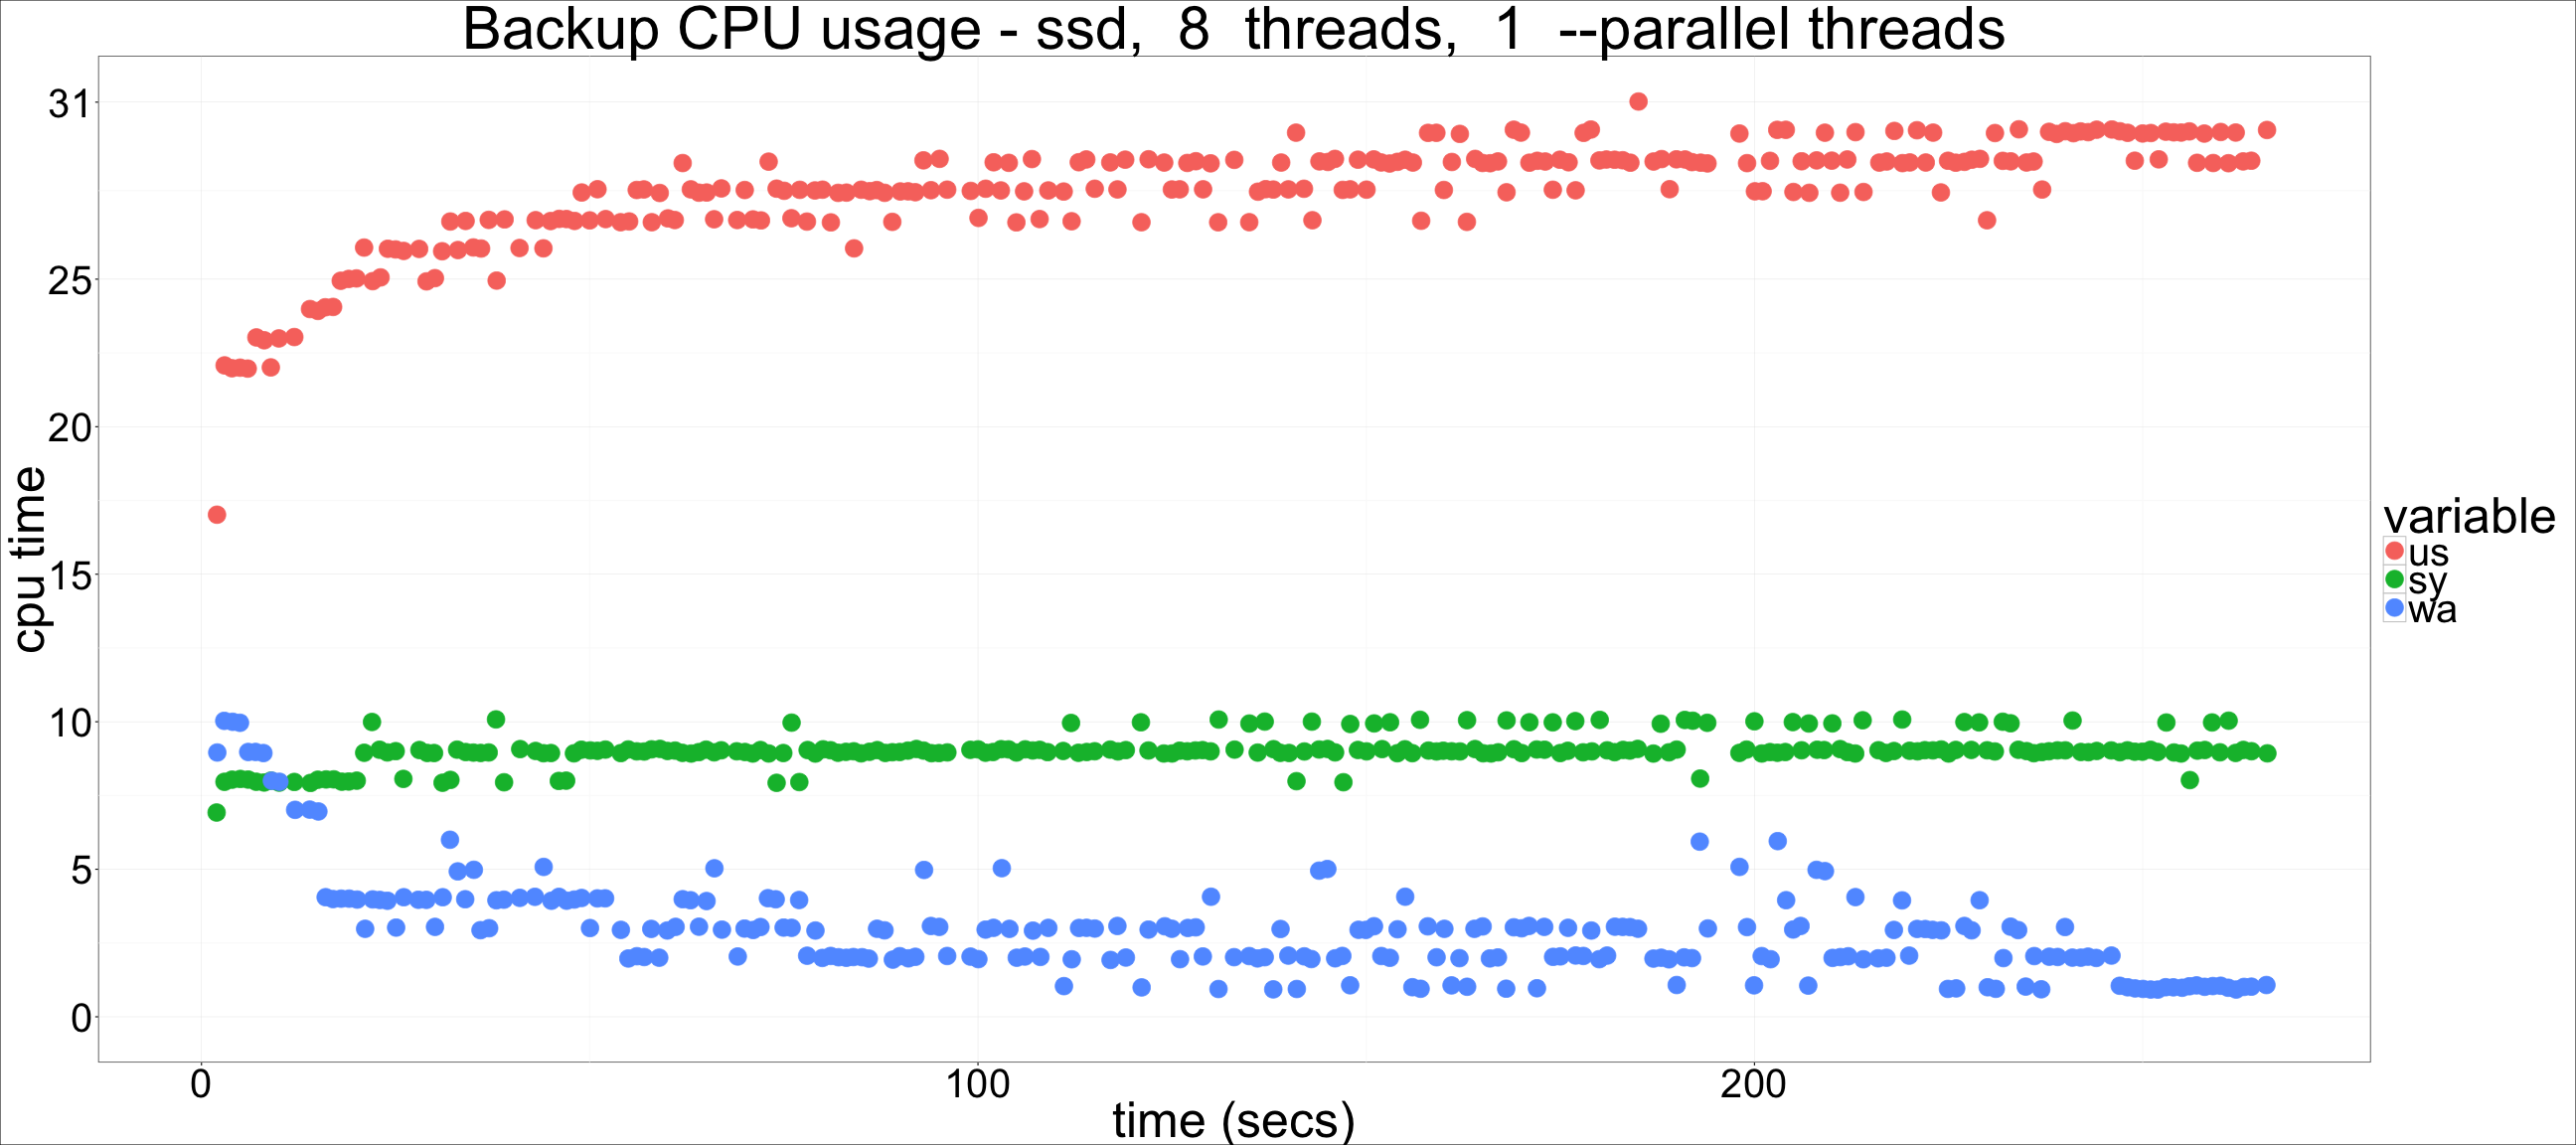 Backup CPU usage - ssd,  8  threads,  1  --parallel threads
31
25
20
15
10
5
0
cpu time
0 100 200
time (secs)
variable
us
sy
wa